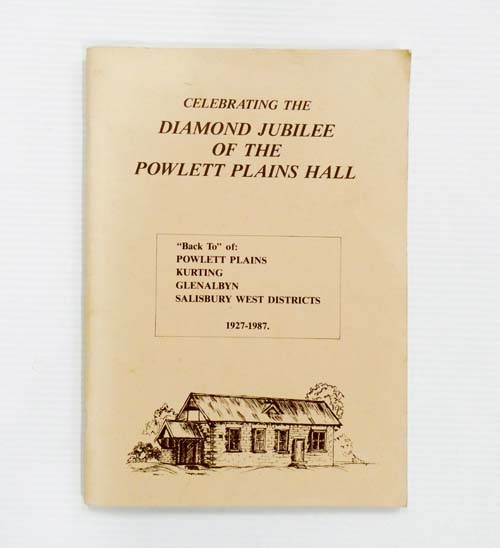 CELEBRATING THE
DIAMOND JUBILEE
OF THE
POWLETT PLAINS HALL
"Back To" of:
POWLETT PLAINS
KURTING
GLENALBYN
SALISBURY WEST DISTRICTS
1927-1987.